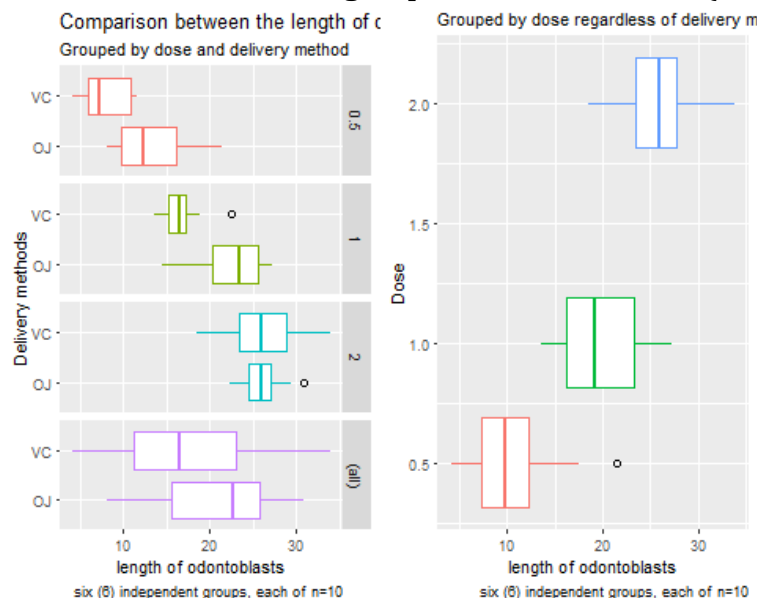 Comparison between the length of
Grouped by dose and delivery method
VC
OJ
0.5
VC
OJ
1
VC
OJ
2
VC
OJ
(all)
Delivery methods
10
20
30
length of odontoblasts
six (6) independent groups, each of n=10
Grouped by dose regardless of delivery m
2.0
1.5
1.0
0.5
Dose
10
20
30
length of odontoblasts
six (6) independent groups, each of n=10